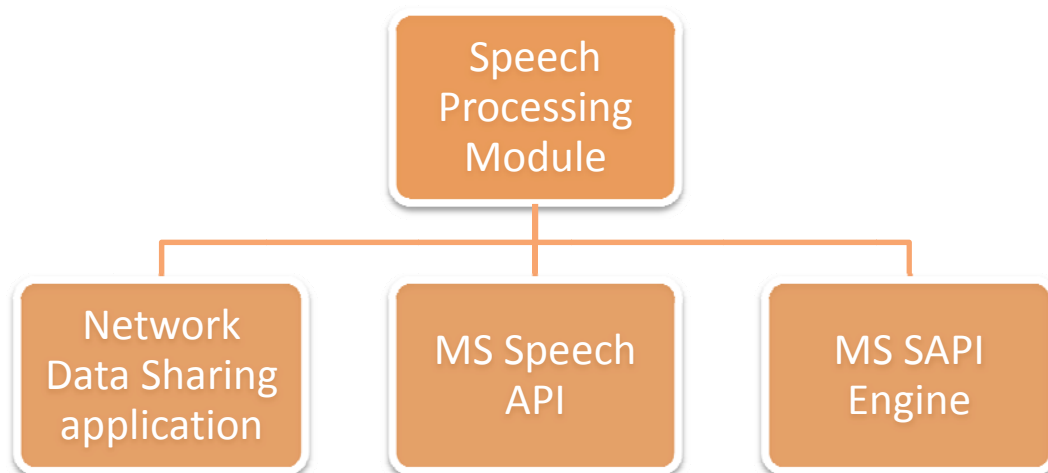 Speech
Processing
Module
Network
Data Sharing
application
MS Speech
API
MS SAPI
Engine